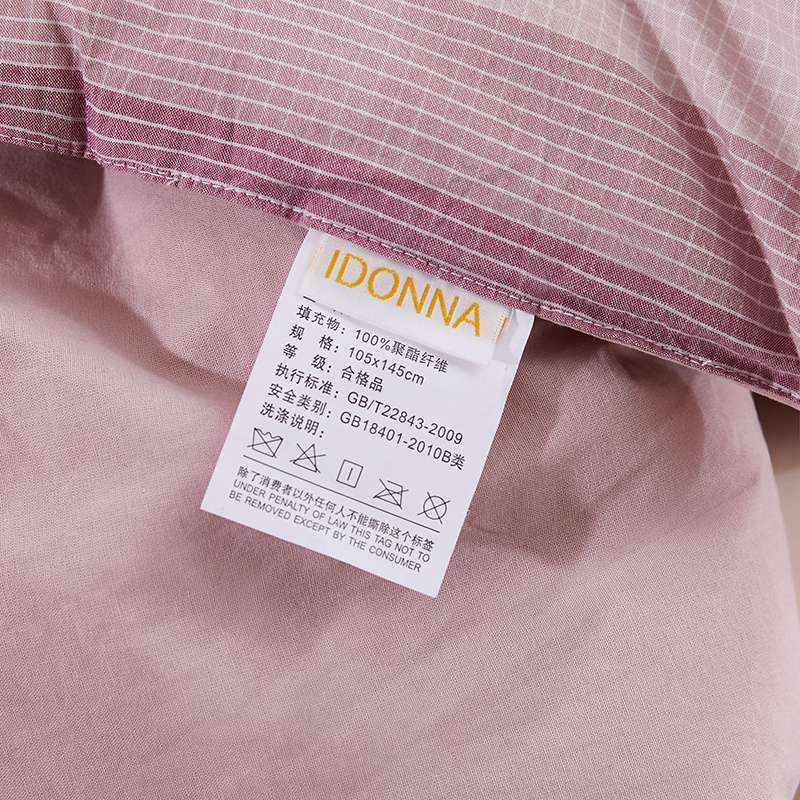 IDONNA
填充物：100%聚酯纤维
规 格：105x145cm
等 级：合格品
执行标准：GB/T22843-2009
安全类别：GB18401-2010B类
洗涤说明：
除了消费者以外任何人不能撕除这个标签
UNDER PENALTY OF LAW THIS TAG NOT TO
BE REMOVED EXCEPT BY THE CONSUMER